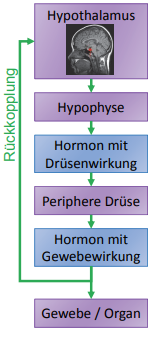 Hypothalamus
Rückkopplung
Hypophyse
Hormon mit
Drüsenwirkung
Periphere Drüse
Hormon mit
Gewebewirkung
Gewebe / Organ